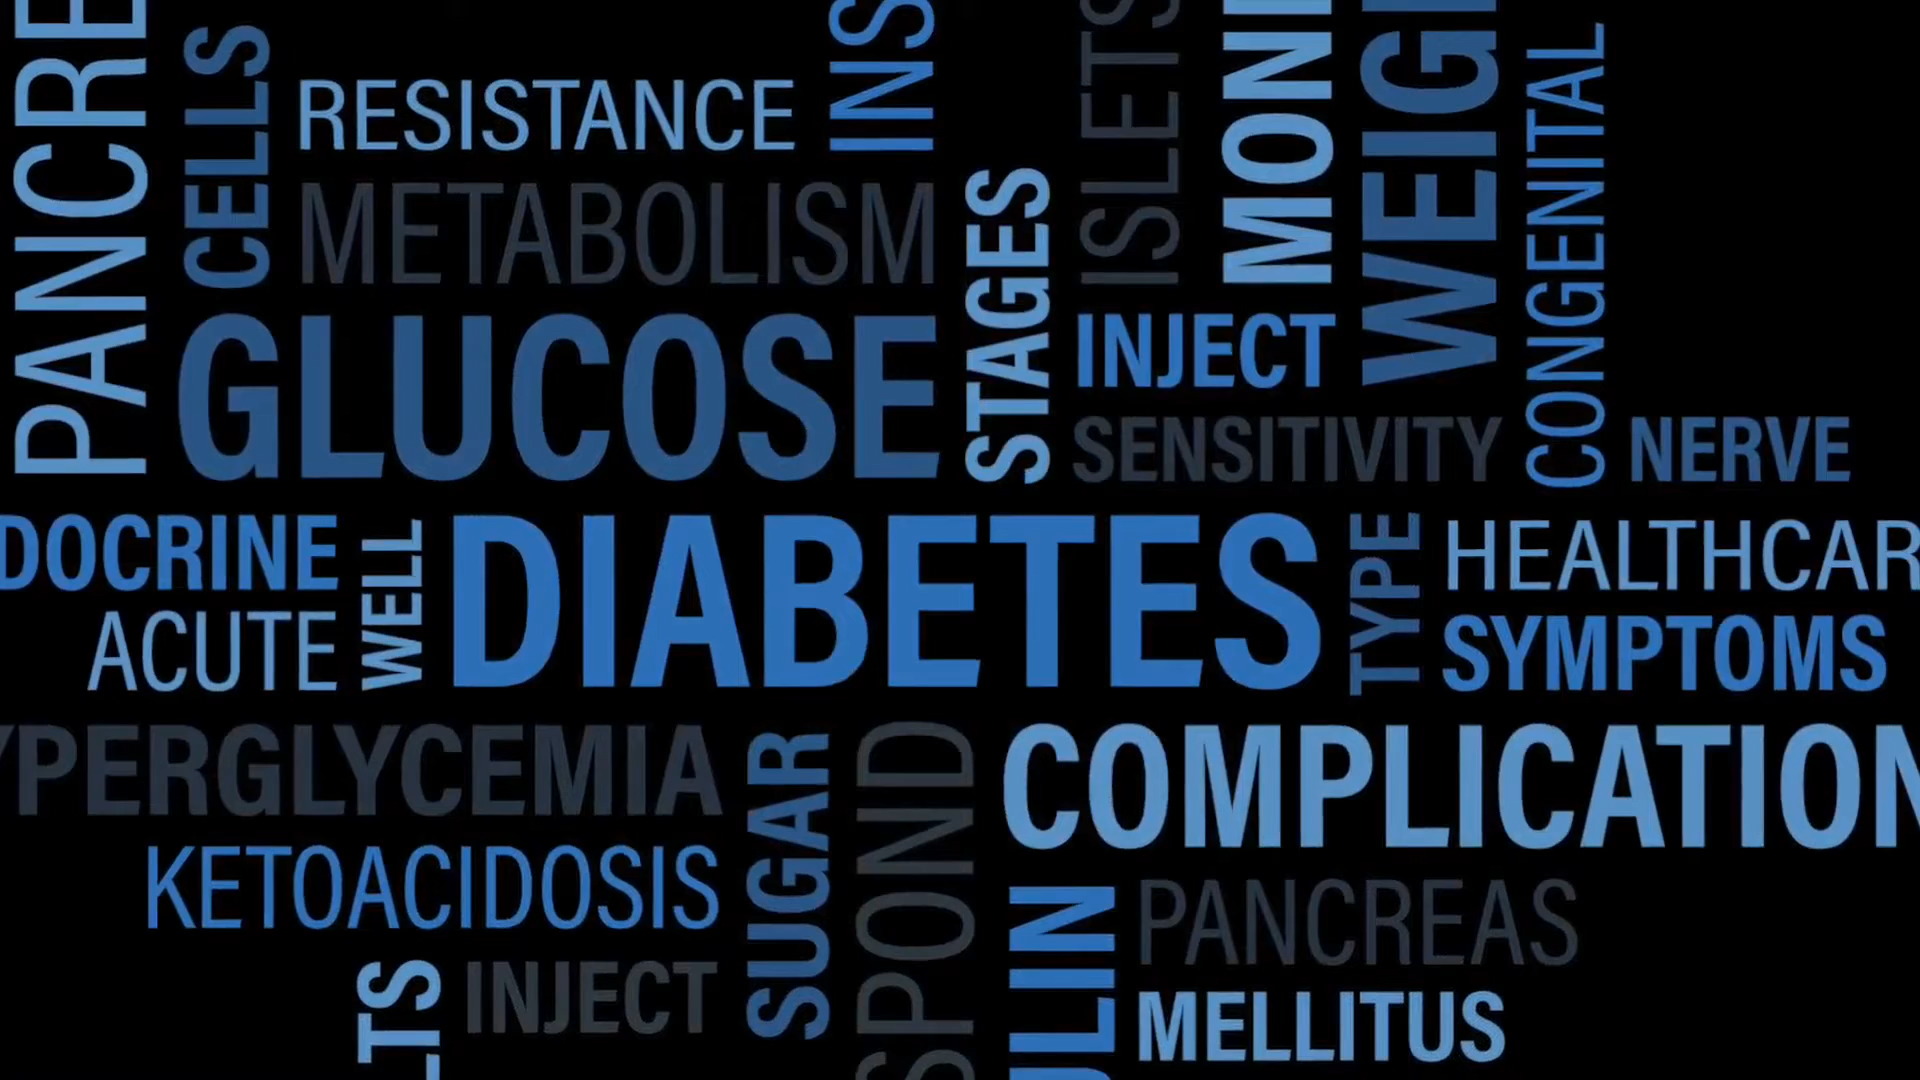 PANCRE
CELLS
RESISTANCE
INS
ISLETS
MONI
WEIG
CONGENITAL
METABOLISM
STAGES
GLUCOSE
INJECT
SENSITIVITY
NERVE
DOCRINE
WELL
DIABETES
TYPE
HEALTHCAR
ACUTE
SYMPTOMS
YPERGLYCEMIA
SUGAR
SPOND
COMPLICATION
KETOACIDOSIS
ULIN
PANCREAS
LTS
INJECT
MELLITUS